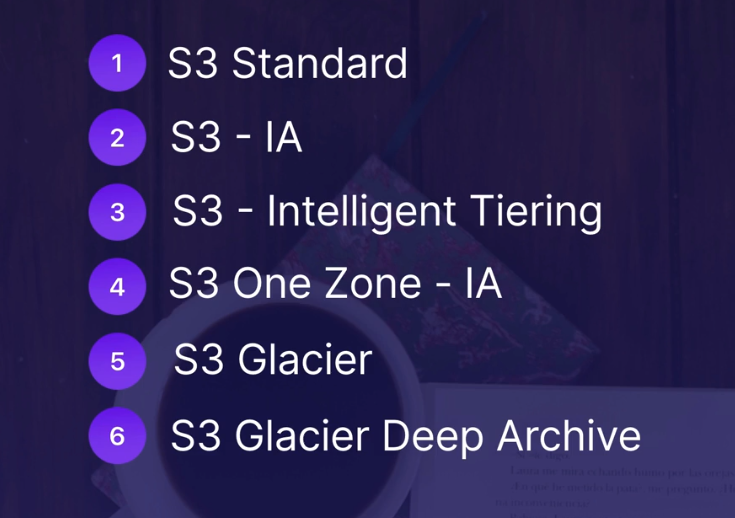 1 S3 Standard
2 S3 - IA
3 S3 - Intelligent Tiering
4 S3 One Zone - IA
5 S3 Glacier
6 S3 Glacier Deep Archive